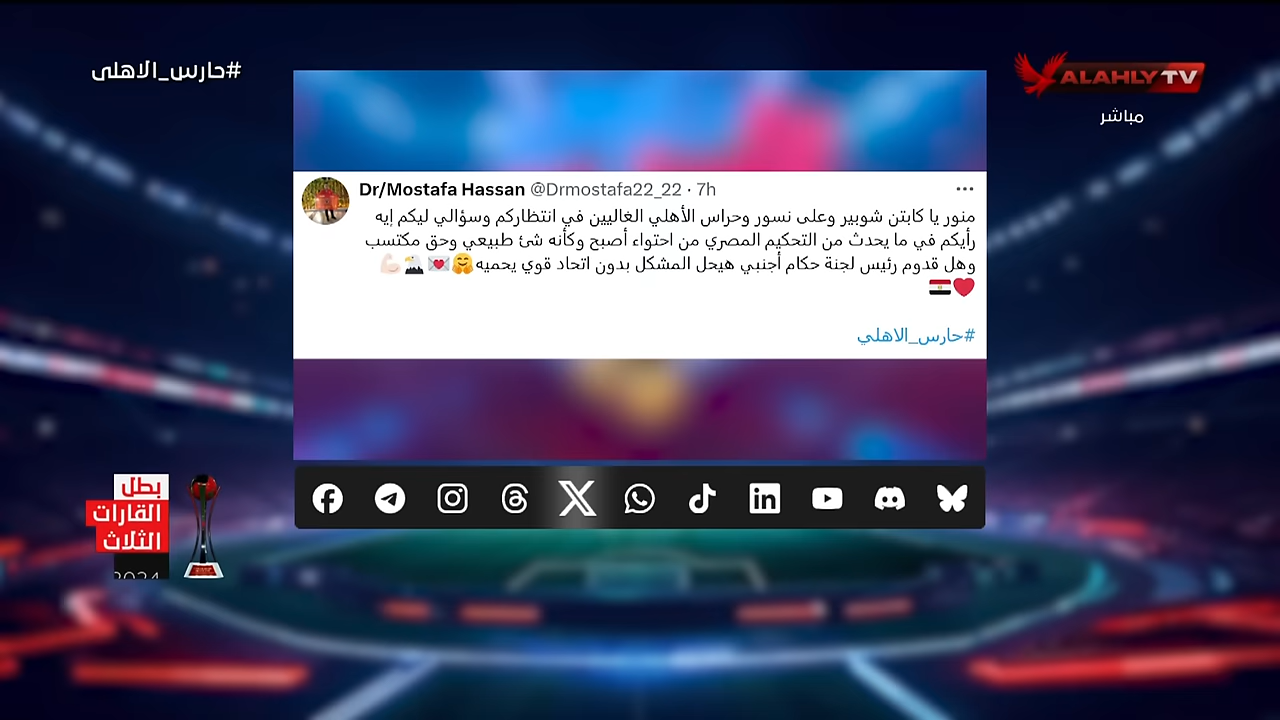 #حارس_الاهلى
ALAHLY TV
مباشر
Dr/Mostafa Hassan @Drmostafa22_22 · 7h
منور يا كابتن شوبير وعلى نسور وحراس الأهلي الغاليين في انتظاركم وسؤالي ليكم إيه
رأيكم في ما يحدث من التحكيم المصري من احتواء أصبح وكأنه شئ طبيعي وحق مكتسب
وهل قدوم رئيس لجنة حكام أجنبي هيحل المشكل بدون اتحاد قوي يحميه🤗💌🦅💪🏻
❤️🇪🇬
#حارس_الاهلي
بطل
القارات
الثلاث
2024